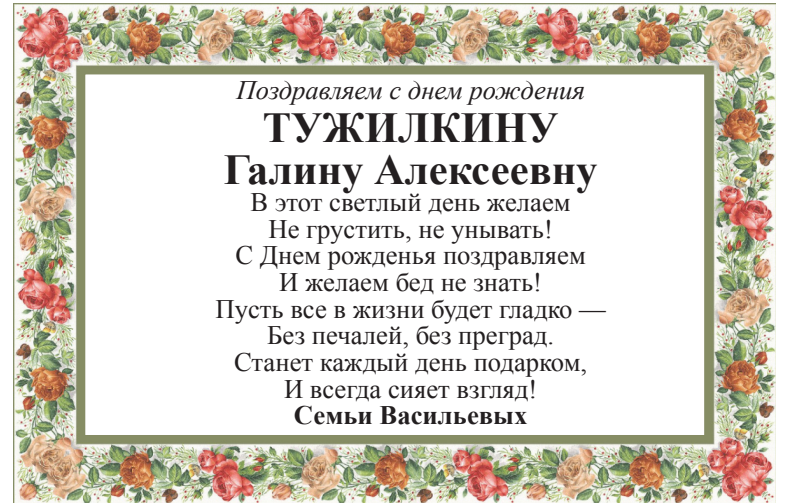 Поздравляем с днем рождения
ТУЖИЛКИНУ
Галину Алексеевну
В этот светлый день желаем
Не грустить, не унывать!
С Днем рожденья поздравляем
И желаем бед не знать!
Пусть все в жизни будет гладко —
Без печалей, без преград.
Станет каждый день подарком,
И всегда сияет взгляд!
Семьи Васильевых